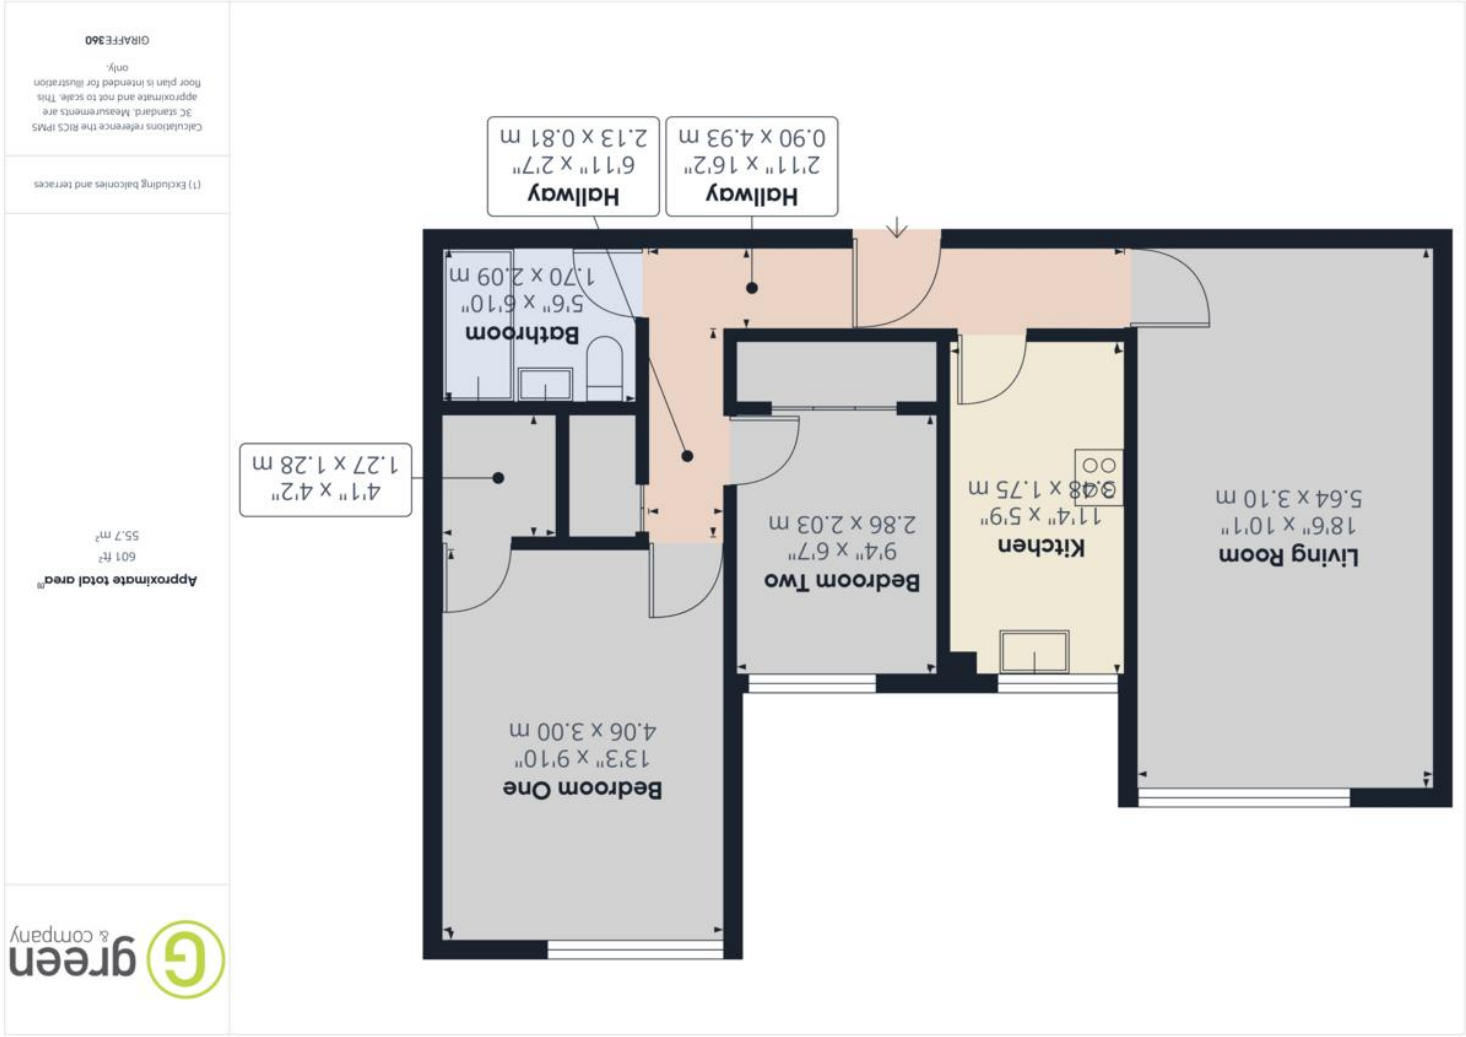 Bedroom One
13'3" x 9'10"
4.06 x 3.00 m
Living Room
18'6" x 10'1"
5.64 x 3.10 m
Kitchen
11'4" x 5'9"
3.48 x 1.75 m
Bedroom Two
9'4" x 6'7"
2.86 x 2.03 m
4'1" x 4'2"
1.27 x 1.28 m
Bathroom
5'6" x 6'10"
1.70 x 2.09 m
Hallway
2'11" x 16'2"
0.90 x 4.93 m
Hallway
6'11" x 2'7"
2.13 x 0.81 m
G green
& company
Approximate total area(1)
601 ft²
55.7 m²
(1) Excluding balconies and terraces
Calculations reference the RICS IPMS
3C standard. Measurements are
approximate and not to scale. This
floor plan is intended for illustration
only.
GIRAFFE360